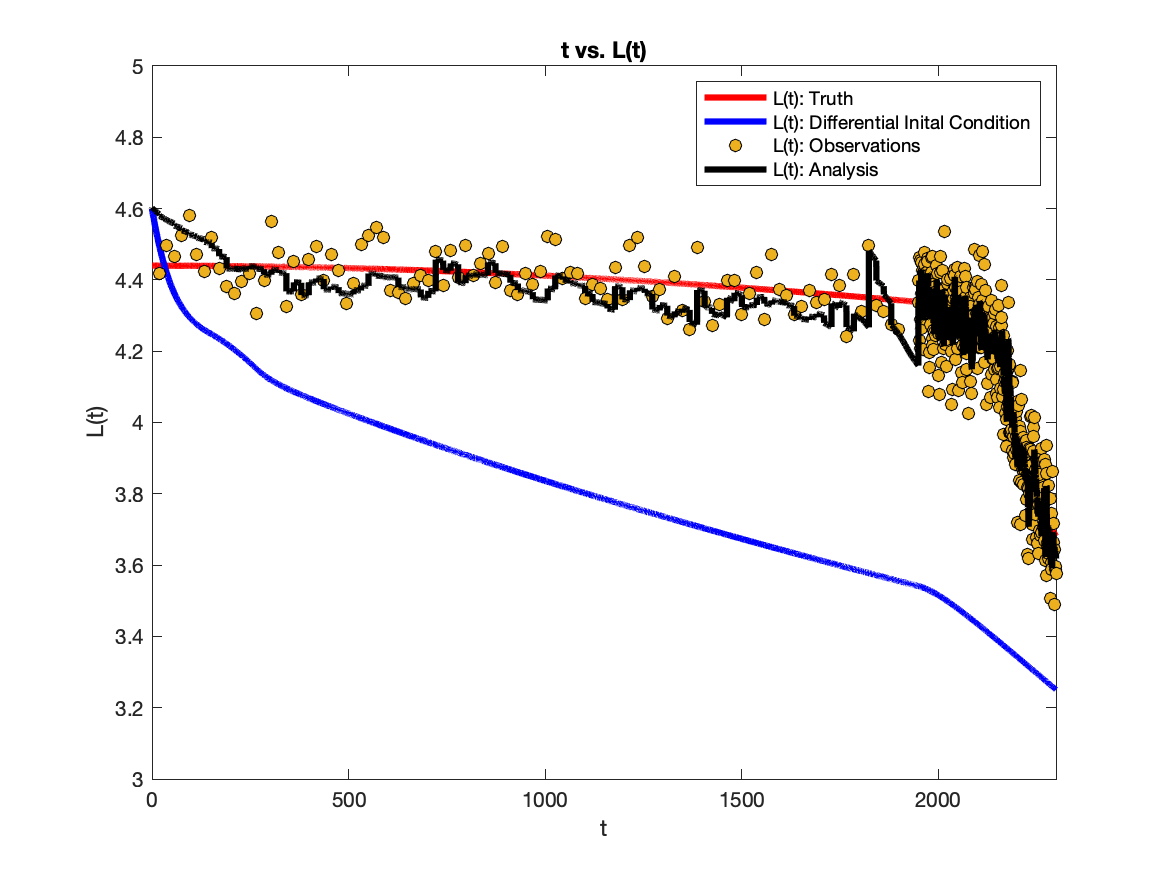 t vs. L(t)
5
4.8
4.6
4.4
4.2
4
3.8
3.6
3.4
3.2
3
L(t)
L(t): Truth
L(t): Differential Inital Condition
L(t): Observations
L(t): Analysis
0 500 1000 1500 2000
t